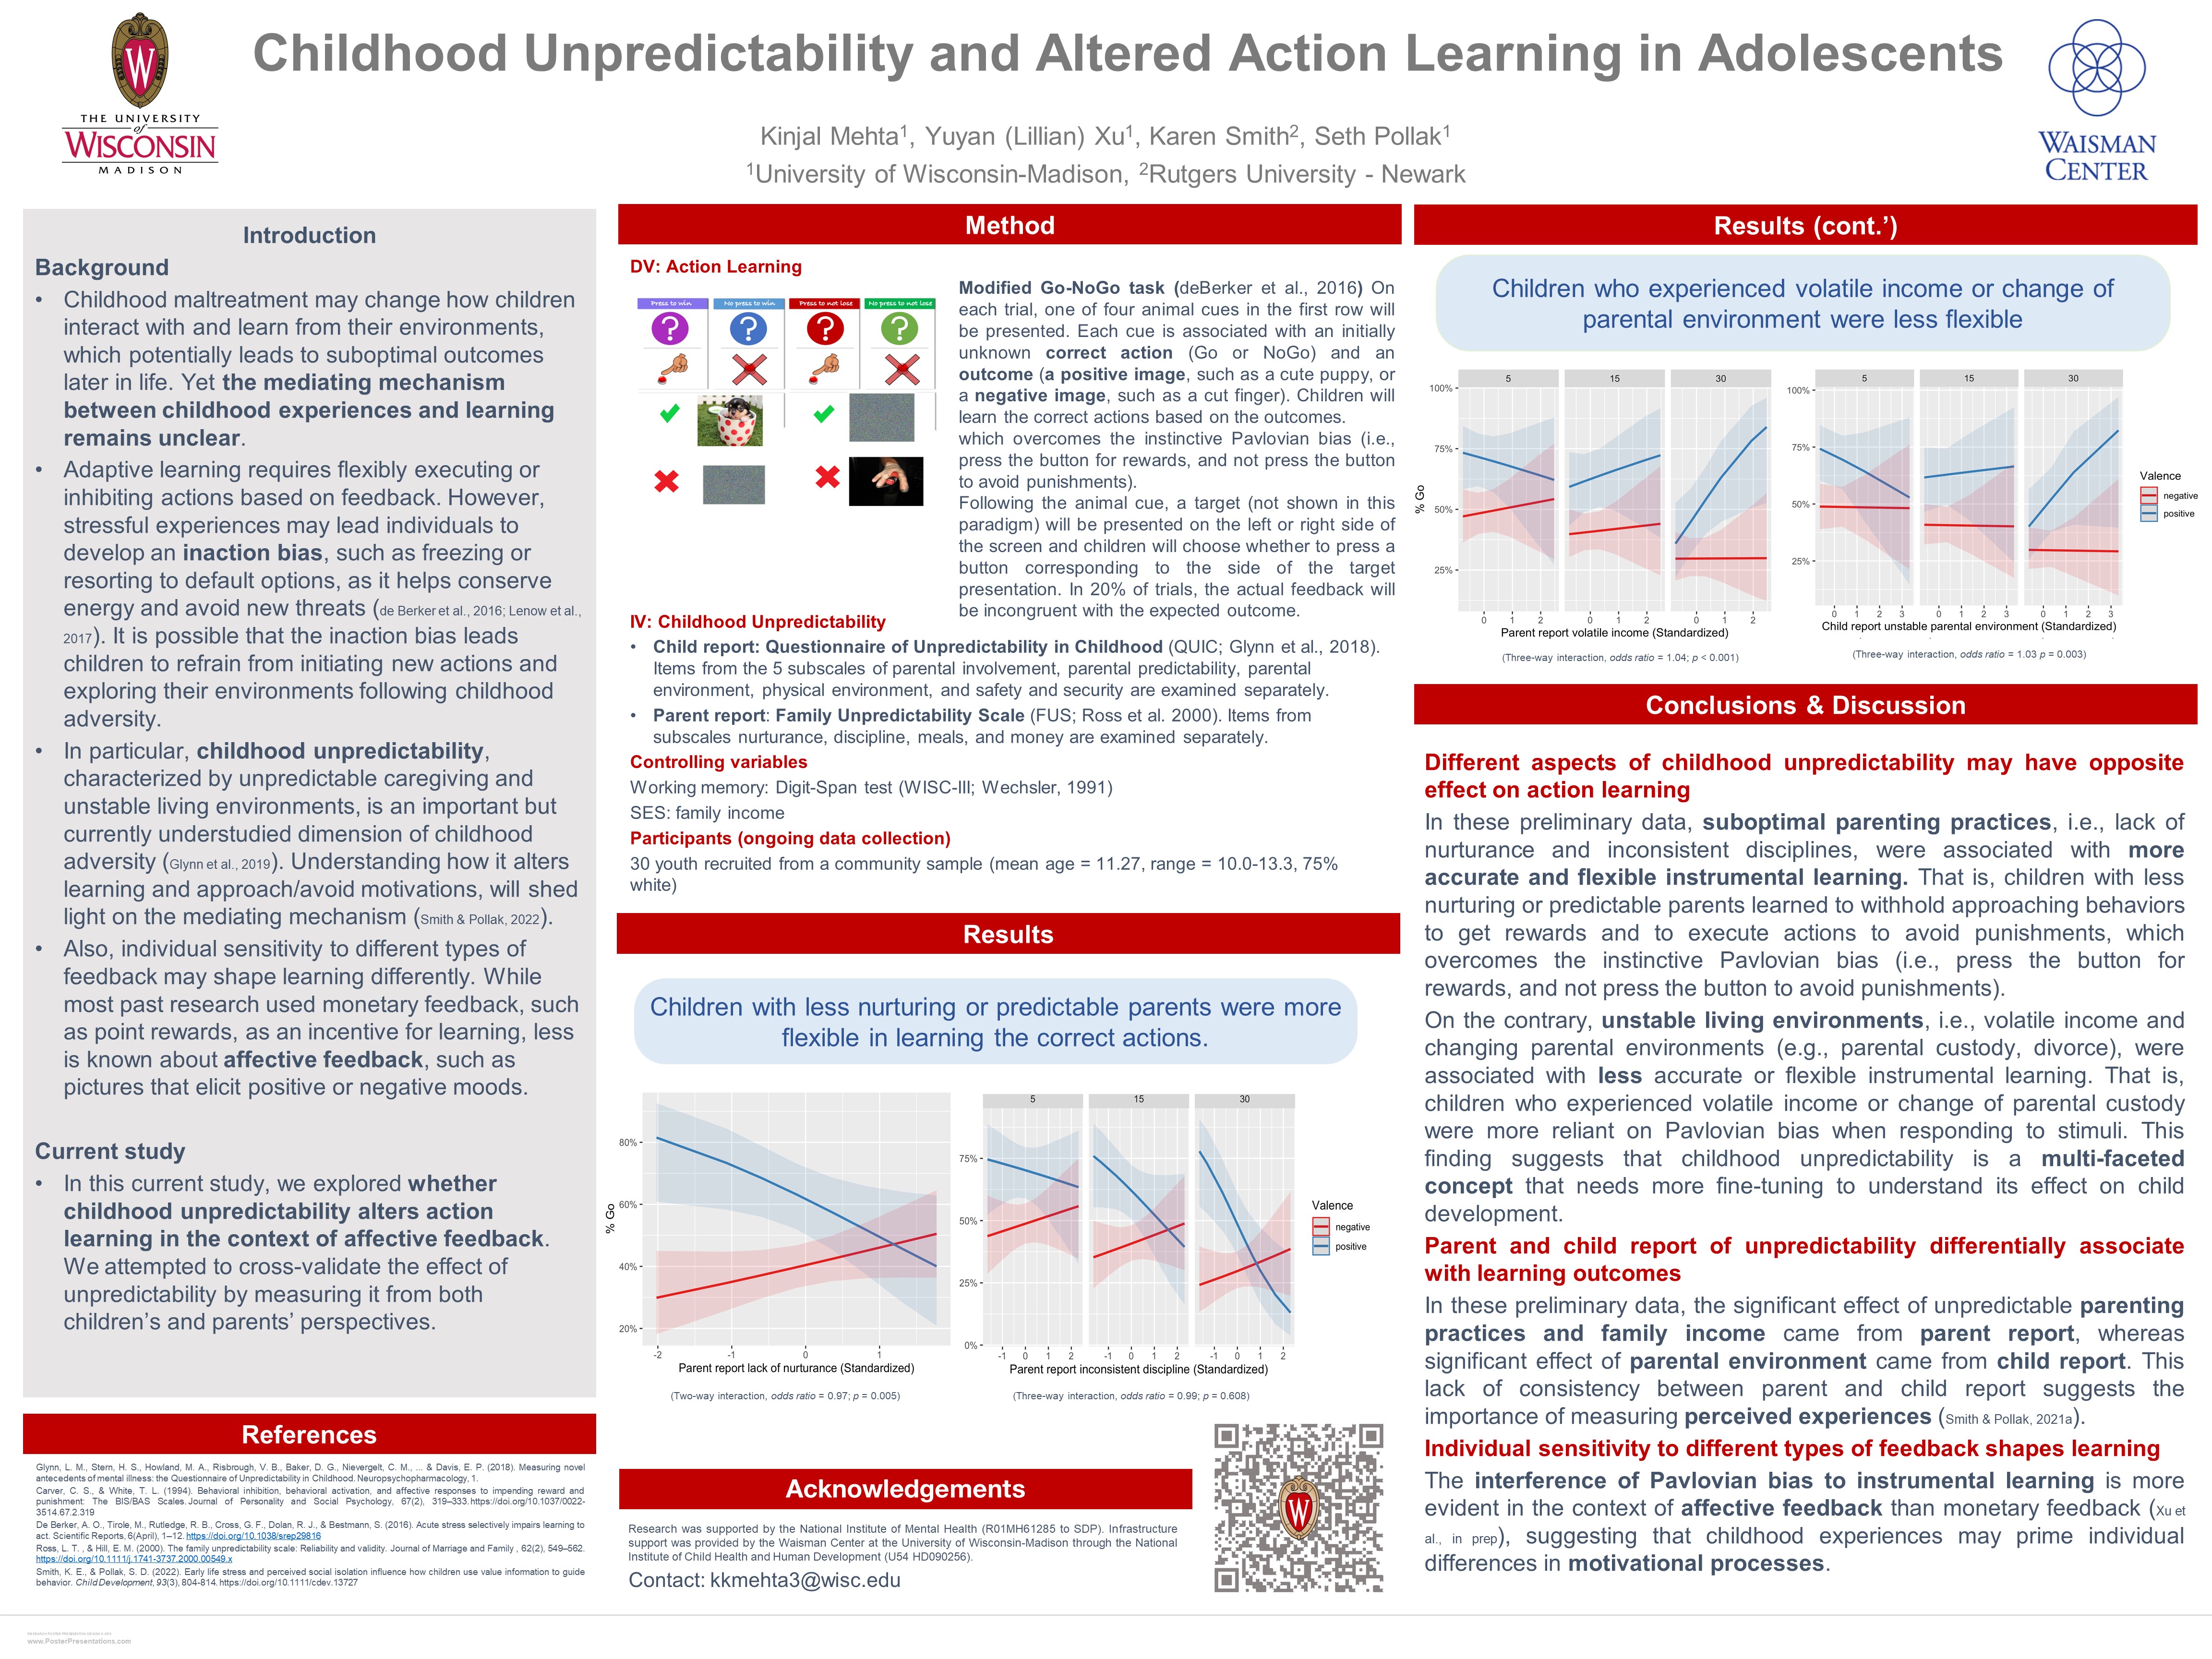 Childhood Unpredictability and Altered Action Learning in Adolescents
THE UNIVERSITY
of
WISCONSIN
MADISON
WAISMAN
CENTER
Kinjal Mehta1, Yuyan (Lillian) Xu1, Karen Smith2, Seth Pollak1
1University of Wisconsin-Madison, 2Rutgers University - Newark
Introduction
Background
• Childhood maltreatment may change how children
interact with and learn from their environments,
which potentially leads to suboptimal outcomes
later in life. Yet the mediating mechanism
between childhood experiences and learning
remains unclear.
• Adaptive learning requires flexibly executing or
inhibiting actions based on feedback. However,
stressful experiences may lead individuals to
develop an inaction bias, such as freezing or
resorting to default options, as it helps conserve
energy and avoid new threats (de Berker et al., 2016; Lenow et al.,
2017). It is possible that the inaction bias leads
children to refrain from initiating new actions and
exploring their environments following childhood
adversity.
• In particular, childhood unpredictability,
characterized by unpredictable caregiving and
unstable living environments, is an important but
currently understudied dimension of childhood
adversity (Glynn et al., 2019). Understanding how it alters
learning and approach/avoid motivations, will shed
light on the mediating mechanism (Smith & Pollak, 2022).
• Also, individual sensitivity to different types of
feedback may shape learning differently. While
most past research used monetary feedback, such
as point rewards, as an incentive for learning, less
is known about affective feedback, such as
pictures that elicit positive or negative moods.
Current study
• In this current study, we explored whether
childhood unpredictability alters action
learning in the context of affective feedback.
We attempted to cross-validate the effect of
unpredictability by measuring it from both
children's and parents' perspectives.
References
Glynn, L. M., Stern, H. S., Howland, M. A., Risbrough, V. B., Baker, D. G., Nievergelt, C. M., ... & Davis, E. P. (2018). Measuring novel
antecedents of mental illness: the Questionnaire of Unpredictability in Childhood. Neuropsychopharmacology, 1.
Carver, C. S., & White, T. L. (1994). Behavioral inhibition, behavioral activation, and affective responses to impending reward and
punishment: The BIS/BAS Scales. Journal of Personality and Social Psychology, 67(2), 319–333. https://doi.org/10.1037/0022-
3514.67.2.319
De Berker, A. O., Tirole, M., Rutledge, R. B., Cross, G. F., Dolan, R. J., & Bestmann, S. (2016). Acute stress selectively impairs learning to
act. Scientific Reports, 6(April), 1–12. https://doi.org/10.1038/srep29816
Ross, L. T. , & Hill, E. M. (2000). The family unpredictability scale: Reliability and validity. Journal of Marriage and Family , 62(2), 549–562.
https://doi.org/10.1111/j.1741-3737.2000.00549.x
Smith, K. E., & Pollak, S. D. (2022). Early life stress and perceived social isolation influence how children use value information to guide
behavior. Child Development, 93(3), 804-814. https://doi.org/10.1111/cdev.13727
www.PosterPresentations.com
Method
DV: Action Learning
Press to win No press to win Press to not lose No press to not lose
? ? ? ?
Modified Go-NoGo task (deBerker et al., 2016) On
each trial, one of four animal cues in the first row will
be presented. Each cue is associated with an initially
unknown correct action (Go or NoGo) and an
outcome (a positive image, such as a cute puppy, or
a negative image, such as a cut finger). Children will
learn the correct actions based on the outcomes.
which overcomes the instinctive Pavlovian bias (i.e.,
press the button for rewards, and not press the button
to avoid punishments).
Following the animal cue, a target (not shown in this
paradigm) will be presented on the left or right side of
the screen and children will choose whether to press a
button corresponding to the side of the target
presentation. In 20% of trials, the actual feedback will
be incongruent with the expected outcome.
IV: Childhood Unpredictability
• Child report: Questionnaire of Unpredictability in Childhood (QUIC; Glynn et al., 2018).
Items from the 5 subscales of parental involvement, parental predictability, parental
environment, physical environment, and safety and security are examined separately.
• Parent report: Family Unpredictability Scale (FUS; Ross et al. 2000). Items from
subscales nurturance, discipline, meals, and money are examined separately.
Controlling variables
Working memory: Digit-Span test (WISC-III; Wechsler, 1991)
SES: family income
Participants (ongoing data collection)
30 youth recruited from a community sample (mean age = 11.27, range = 10.0-13.3, 75%
white)
Results
Children with less nurturing or predictable parents were more
flexible in learning the correct actions.
% Go
80%
60%
40%
20%
-2 -1 0 1
Parent report lack of nurturance (Standardized)
(Two-way interaction, odds ratio = 0.97; p = 0.005)
5 15 30
75%
50%
25%
0%
-1 0 1 2 -1 0 1 2 -1 0 1 2
Parent report inconsistent discipline (Standardized)
(Three-way interaction, odds ratio = 0.99; p = 0.608)
Valence
negative
positive
Acknowledgements
Research was supported by the National Institute of Mental Health (R01MH61285 to SDP). Infrastructure
support was provided by the Waisman Center at the University of Wisconsin-Madison through the National
Institute of Child Health and Human Development (U54 HD090256).
Contact: kkmehta3@wisc.edu
Results (cont.’)
Children who experienced volatile income or change of
parental environment were less flexible
% Go
5 15 30
100%
75%
50%
25%
0 1 2 0 1 2 0 1 2
Parent report volatile income (Standardized)
(Three-way interaction, odds ratio = 1.04; p < 0.001)
5 15 30
100%
75%
50%
25%
0 1 2 3 0 1 2 3 0 1 2 3
Child report unstable parental environment (Standardized)
(Three-way interaction, odds ratio = 1.03 p = 0.003)
Valence
negative
positive
Conclusions & Discussion
Different aspects of childhood unpredictability may have opposite
effect on action learning
In these preliminary data, suboptimal parenting practices, i.e., lack of
nurturance and inconsistent disciplines, were associated with more
accurate and flexible instrumental learning. That is, children with less
nurturing or predictable parents learned to withhold approaching behaviors
to get rewards and to execute actions to avoid punishments, which
overcomes the instinctive Pavlovian bias (i.e., press the button for
rewards, and not press the button to avoid punishments).
On the contrary, unstable living environments, i.e., volatile income and
changing parental environments (e.g., parental custody, divorce), were
associated with less accurate or flexible instrumental learning. That is,
children who experienced volatile income or change of parental custody
were more reliant on Pavlovian bias when responding to stimuli. This
finding suggests that childhood unpredictability is a multi-faceted
concept that needs more fine-tuning to understand its effect on child
development.
Parent and child report of unpredictability differentially associate
with learning outcomes
In these preliminary data, the significant effect of unpredictable parenting
practices and family income came from parent report, whereas
significant effect of parental environment came from child report. This
lack of consistency between parent and child report suggests the
importance of measuring perceived experiences (Smith & Pollak, 2021a).
Individual sensitivity to different types of feedback shapes learning
The interference of Pavlovian bias to instrumental learning is more
evident in the context of affective feedback than monetary feedback (Xu et
al., in prep), suggesting that childhood experiences may prime individual
differences in motivational processes.